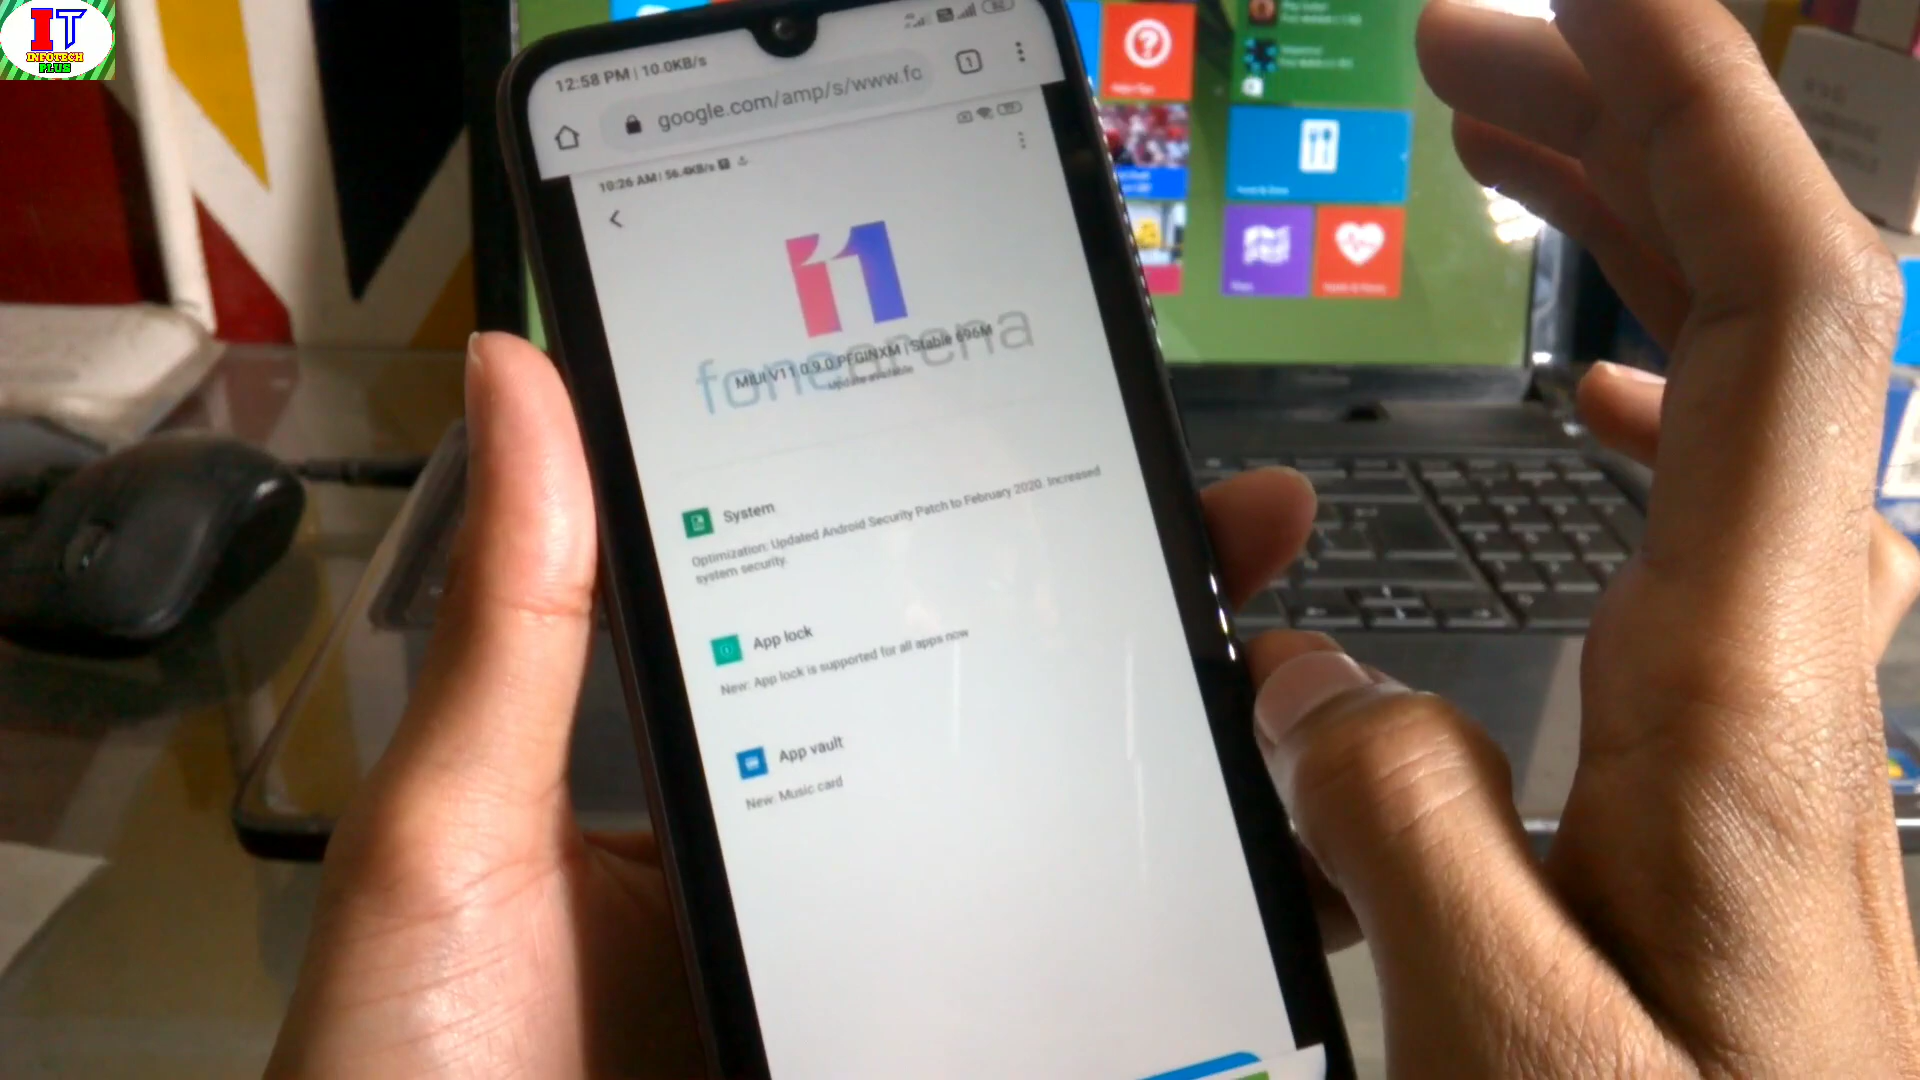 IT
INFOTECH
PLUS
12:58 PM | 10.0KB/s
google.com/amp/s/www.fo
1
10:26 AM | 56.4KB/s
11
fonearena
MIUI V11 0.9.0.PFGINXM | Stable 696M
Update available
System
Optimization: Updated Android Security Patch to February 2020. Increased
system security.
App lock
New: App lock is supported for all apps now
App vault
New: Music card